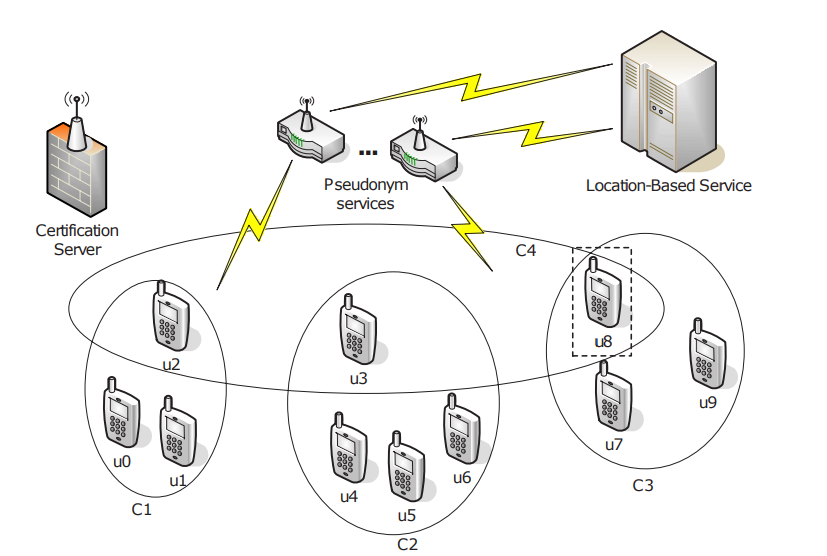 Pseudonym
services
Location-Based Service
Certification
Server
C4
u2
u3
u8
u9
u0
u1
u4
u5
u6
u7
C1
C2
C3